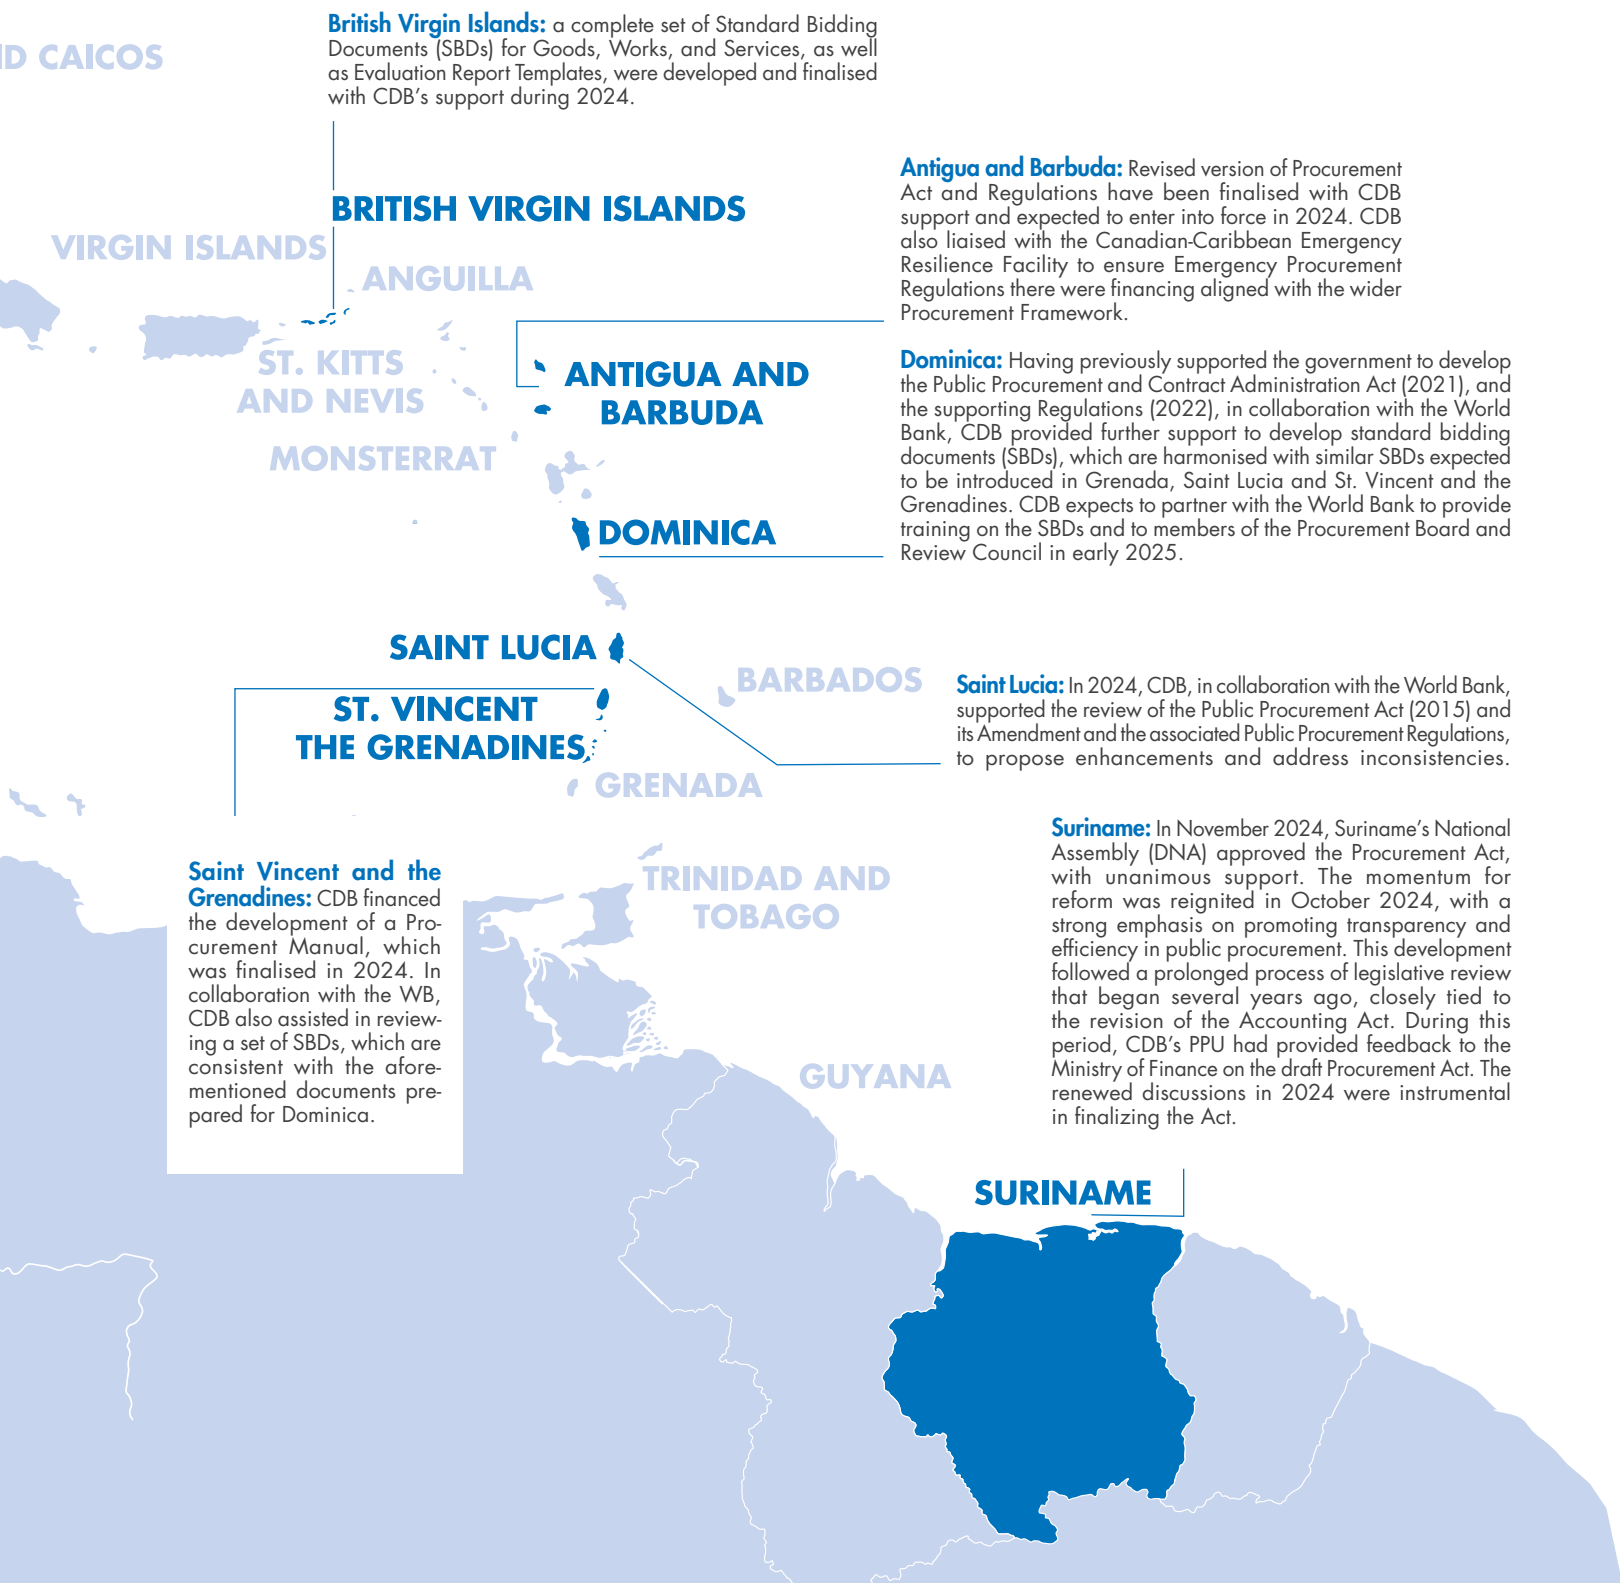 British Virgin Islands: a complete set of Standard Bidding
Documents (SBDs) for Goods, Works, and Services, as well
as Evaluation Report Templates, were developed and finalised
with CDB's support during 2024.
CAICOS
BRITISH VIRGIN ISLANDS
VIRGIN ISLANDS
ANGUILLA
Antigua and Barbuda: Revised version of Procurement
Act and Regulations have been finalised with CDB
support and expected to enter into force in 2024. CDB
also liaised with the Canadian-Caribbean Emergency
Resilience Facility to ensure Emergency Procurement
Regulations there were financing aligned with the wider
Procurement Framework.
ST. KITTS
AND NEVIS
ANTIGUA AND
BARBUDA
MONSTERRAT
Dominica: Having previously supported the government to develop
the Public Procurement and Contract Administration Act (2021), and
the supporting Regulations (2022), in collaboration with the World
Bank, CDB provided further support to develop standard bidding
documents (SBDs), which are harmonised with similar SBDs expected
to be introduced in Grenada, Saint Lucia and St. Vincent and the
Grenadines. CDB expects to partner with the World Bank to provide
training on the SBDs and to members of the Procurement Board and
Review Council in early 2025.
DOMINICA
SAINT LUCIA
BARBADOS
Saint Lucia: In 2024, CDB, in collaboration with the World Bank,
supported the review of the Public Procurement Act (2015) and
its Amendment and the associated Public Procurement Regulations,
to propose enhancements and address inconsistencies.
ST. VINCENT
THE GRENADINES
GRENADA
Saint Vincent and the
Grenadines: CDB financed
the development of a Pro-
curement Manual, which
was finalised in 2024. In
collaboration with the WB,
CDB also assisted in review-
ing a set of SBDs, which are
consistent with the afore-
mentioned documents pre-
pared for Dominica.
TRINIDAD AND
TOBAGO
GUYANA
Suriname: In November 2024, Suriname's National
Assembly (DNA) approved the Procurement Act,
with unanimous support. The momentum for
reform was reignited in October 2024, with a
strong emphasis on promoting transparency and
efficiency in public procurement. This development
followed a prolonged process of legislative review
that began several years ago, closely tied to
the revision of the Accounting Act. During this
period, CDB's PPU had provided feedback to the
Ministry of Finance on the draft Procurement Act. The
renewed discussions in 2024 were instrumental
in finalizing the Act.
SURINAME